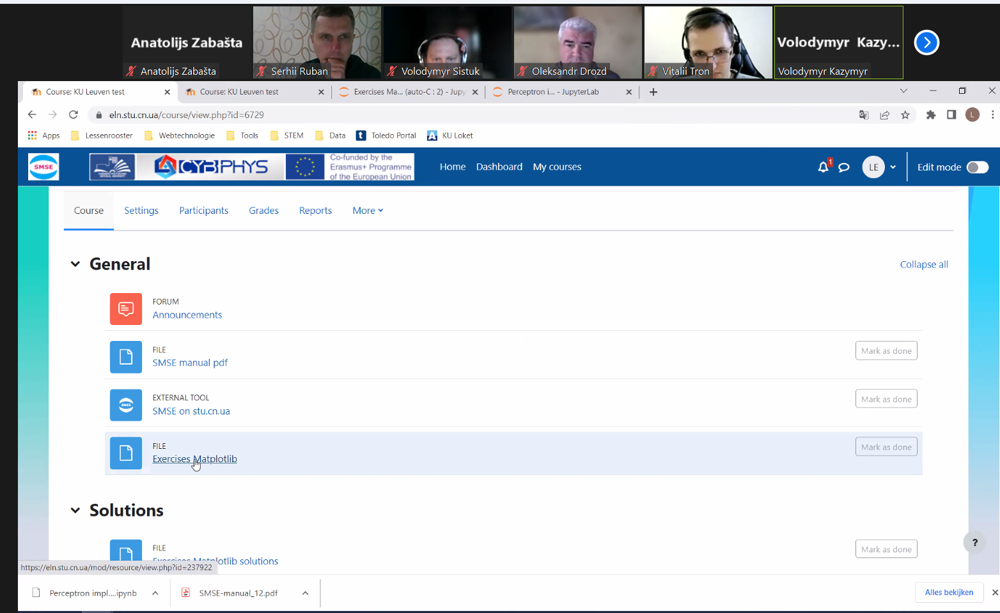 Anatolijs Zabašta
Volodymyr Kazy...
Anatolijs Zabašta
Serhii Ruban
Volodymyr Sistuk
Oleksandr Drozd
Vitalii Tron
Volodymyr Kazymyr
Course: KU Leuven test
Course: KU Leuven test
Exercises Ma... (auto-C : 2) - Jupy
Perceptron i... - JupyterLab
eln.stu.cn.ua/course/view.php?id=6729
L
Apps
Lessenrooster
Webtechnologie
Tools
STEM
Data
t
Toledo Portal
KU Loket
SMSE
CYBPHYS
Co-funded by the
Erasmus+ Programme
of the European Union
Home
Dashboard
My courses
1
LE
Edit mode
Course
Settings
Participants
Grades
Reports
More
General
Collapse all
FORUM
Announcements
FILE
SMSE manual pdf
Mark as done
EXTERNAL TOOL
SMSE
SMSE on stu.cn.ua
Mark as done
FILE
Exercises Matplotlib
Mark as done
Solutions
FILE
Exercises Matplotlib solutions
Mark as done
?
https://eln.stu.cn.ua/mod/resource/view.php?id=237922
Perceptron impl....ipynb
SMSE-manual_12.pdf
Alles bekijken